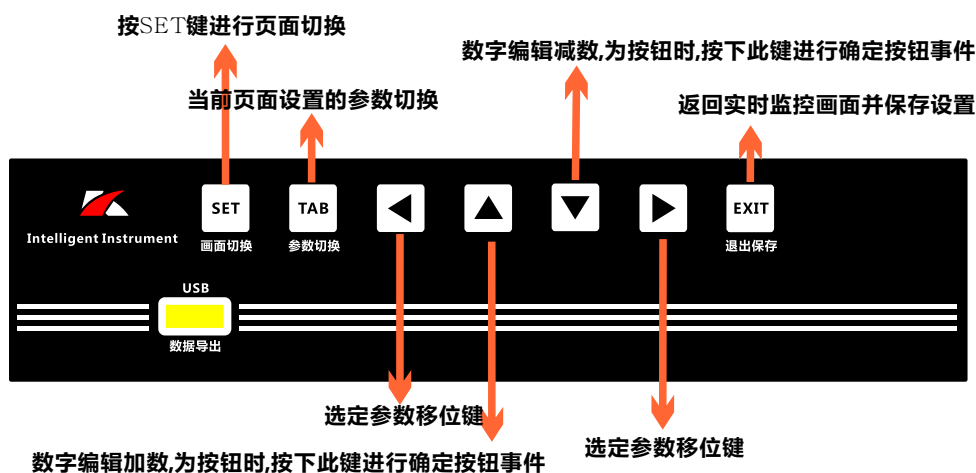 按SET键进行页面切换
数字编辑减数,为按钮时,按下此键进行确定按钮事件
当前页面设置的参数切换
返回实时监控画面并保存设置
SET
TAB
EXIT
Intelligent Instrument
画面切换
参数切换
退出保存
USB
数据导出
选定参数移位键
选定参数移位键
数字编辑加数,为按钮时,按下此键进行确定按钮事件